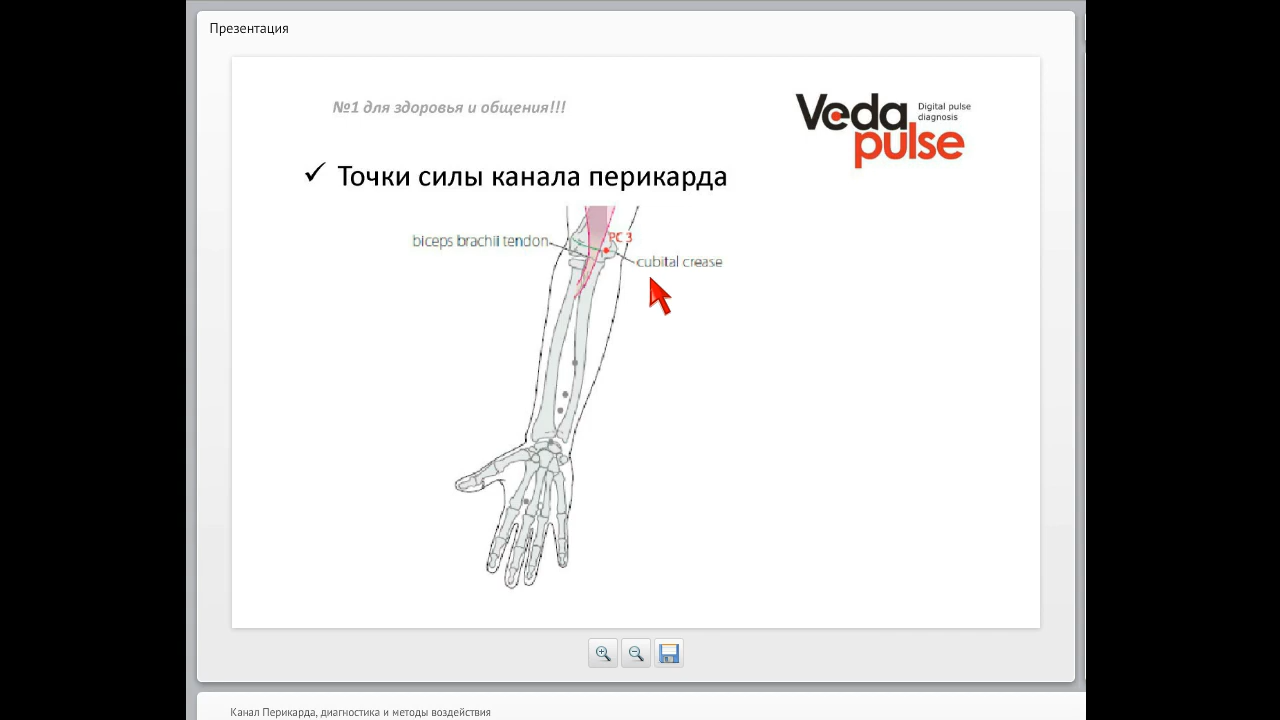 Презентация
№1 для здоровья и общения!!!
Veda
pulse
Digital pulse
diagnosis
✓ Точки силы канала перикарда
PC 3
biceps brachii tendon
cubital crease
Канал Перикарда, диагностика и методы воздействия